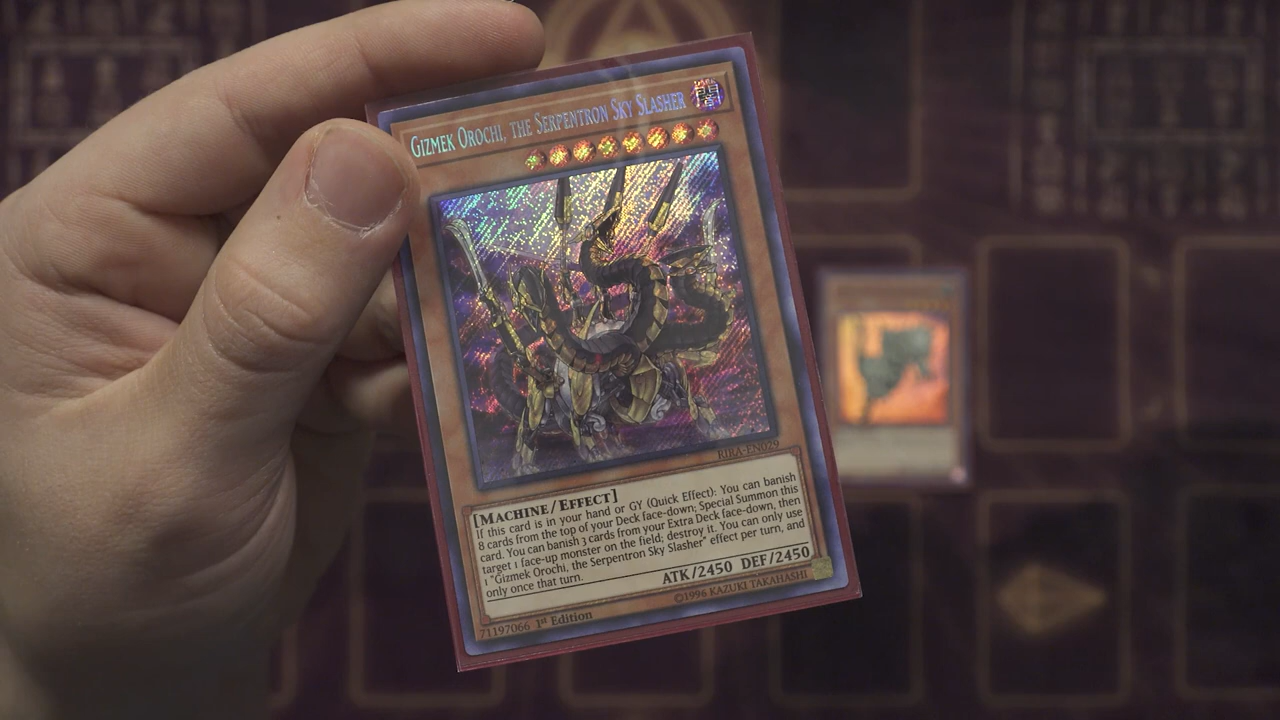 GIZMEK OROCHI, THE SERPENTRON SKY SLASHER
闇
RIRA-EN029
[MACHINE/EFFECT]
If this card is in your hand or GY (Quick Effect): You can banish
8 cards from the top of your Deck face-down; Special Summon this
card. You can banish 3 cards from your Extra Deck face-down, then
target 1 face-up monster on the field; destroy it. You can only use
1 "Gizmek Orochi, the Serpentron Sky Slasher" effect per turn, and
only once that turn.
ATK/2450 DEF/2450
71197066 1st Edition
©1996 KAZUKI TAKAHASHI